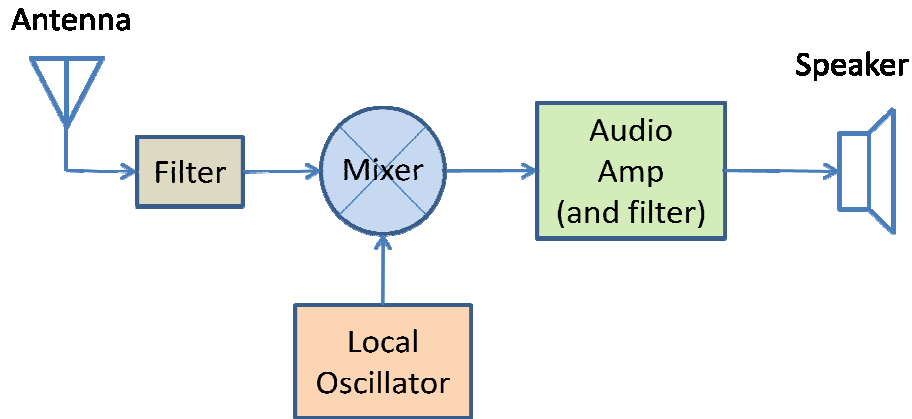 Antenna
Speaker
Filter
Mixer
Audio
Amp
(and filter)
Local
Oscillator